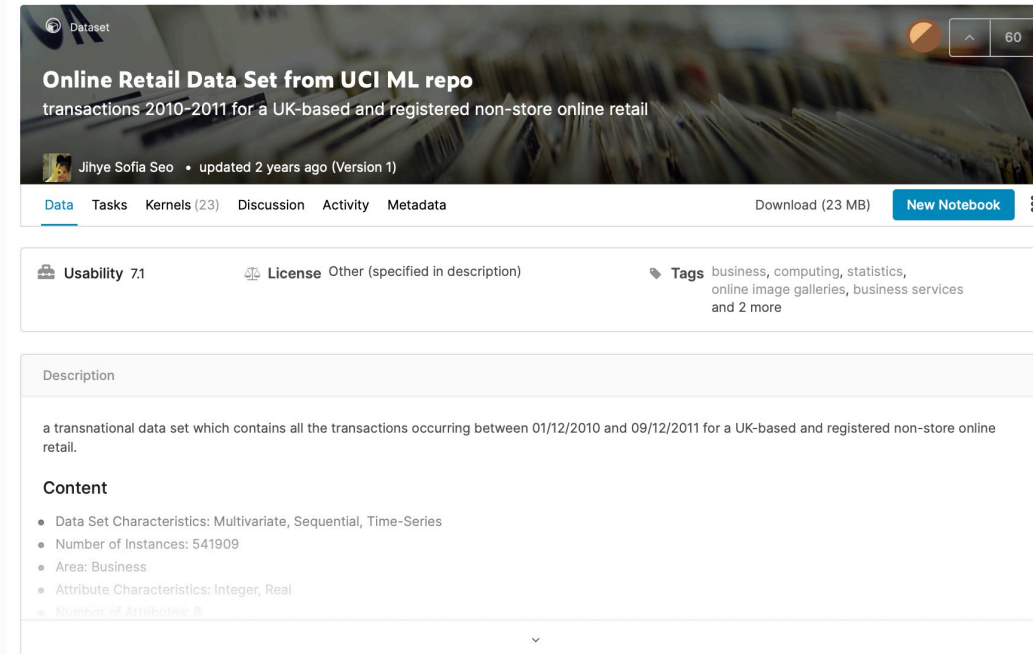 Dataset
60
Online Retail Data Set from UCI ML repo
transactions 2010-2011 for a UK-based and registered non-store online retail
Jihye Sofia Seo • updated 2 years ago (Version 1)
Data Tasks Kernels (23) Discussion Activity Metadata Download (23 MB) New Notebook
Usability 7.1 License Other (specified in description) Tags business, computing, statistics,
online image galleries, business services
and 2 more
Description
a transnational data set which contains all the transactions occurring between 01/12/2010 and 09/12/2011 for a UK-based and registered non-store online
retail.
Content
• Data Set Characteristics: Multivariate, Sequential, Time-Series
• Number of Instances: 541909
• Area: Business
• Attribute Characteristics: Integer, Real
• Number of Attributes: 8